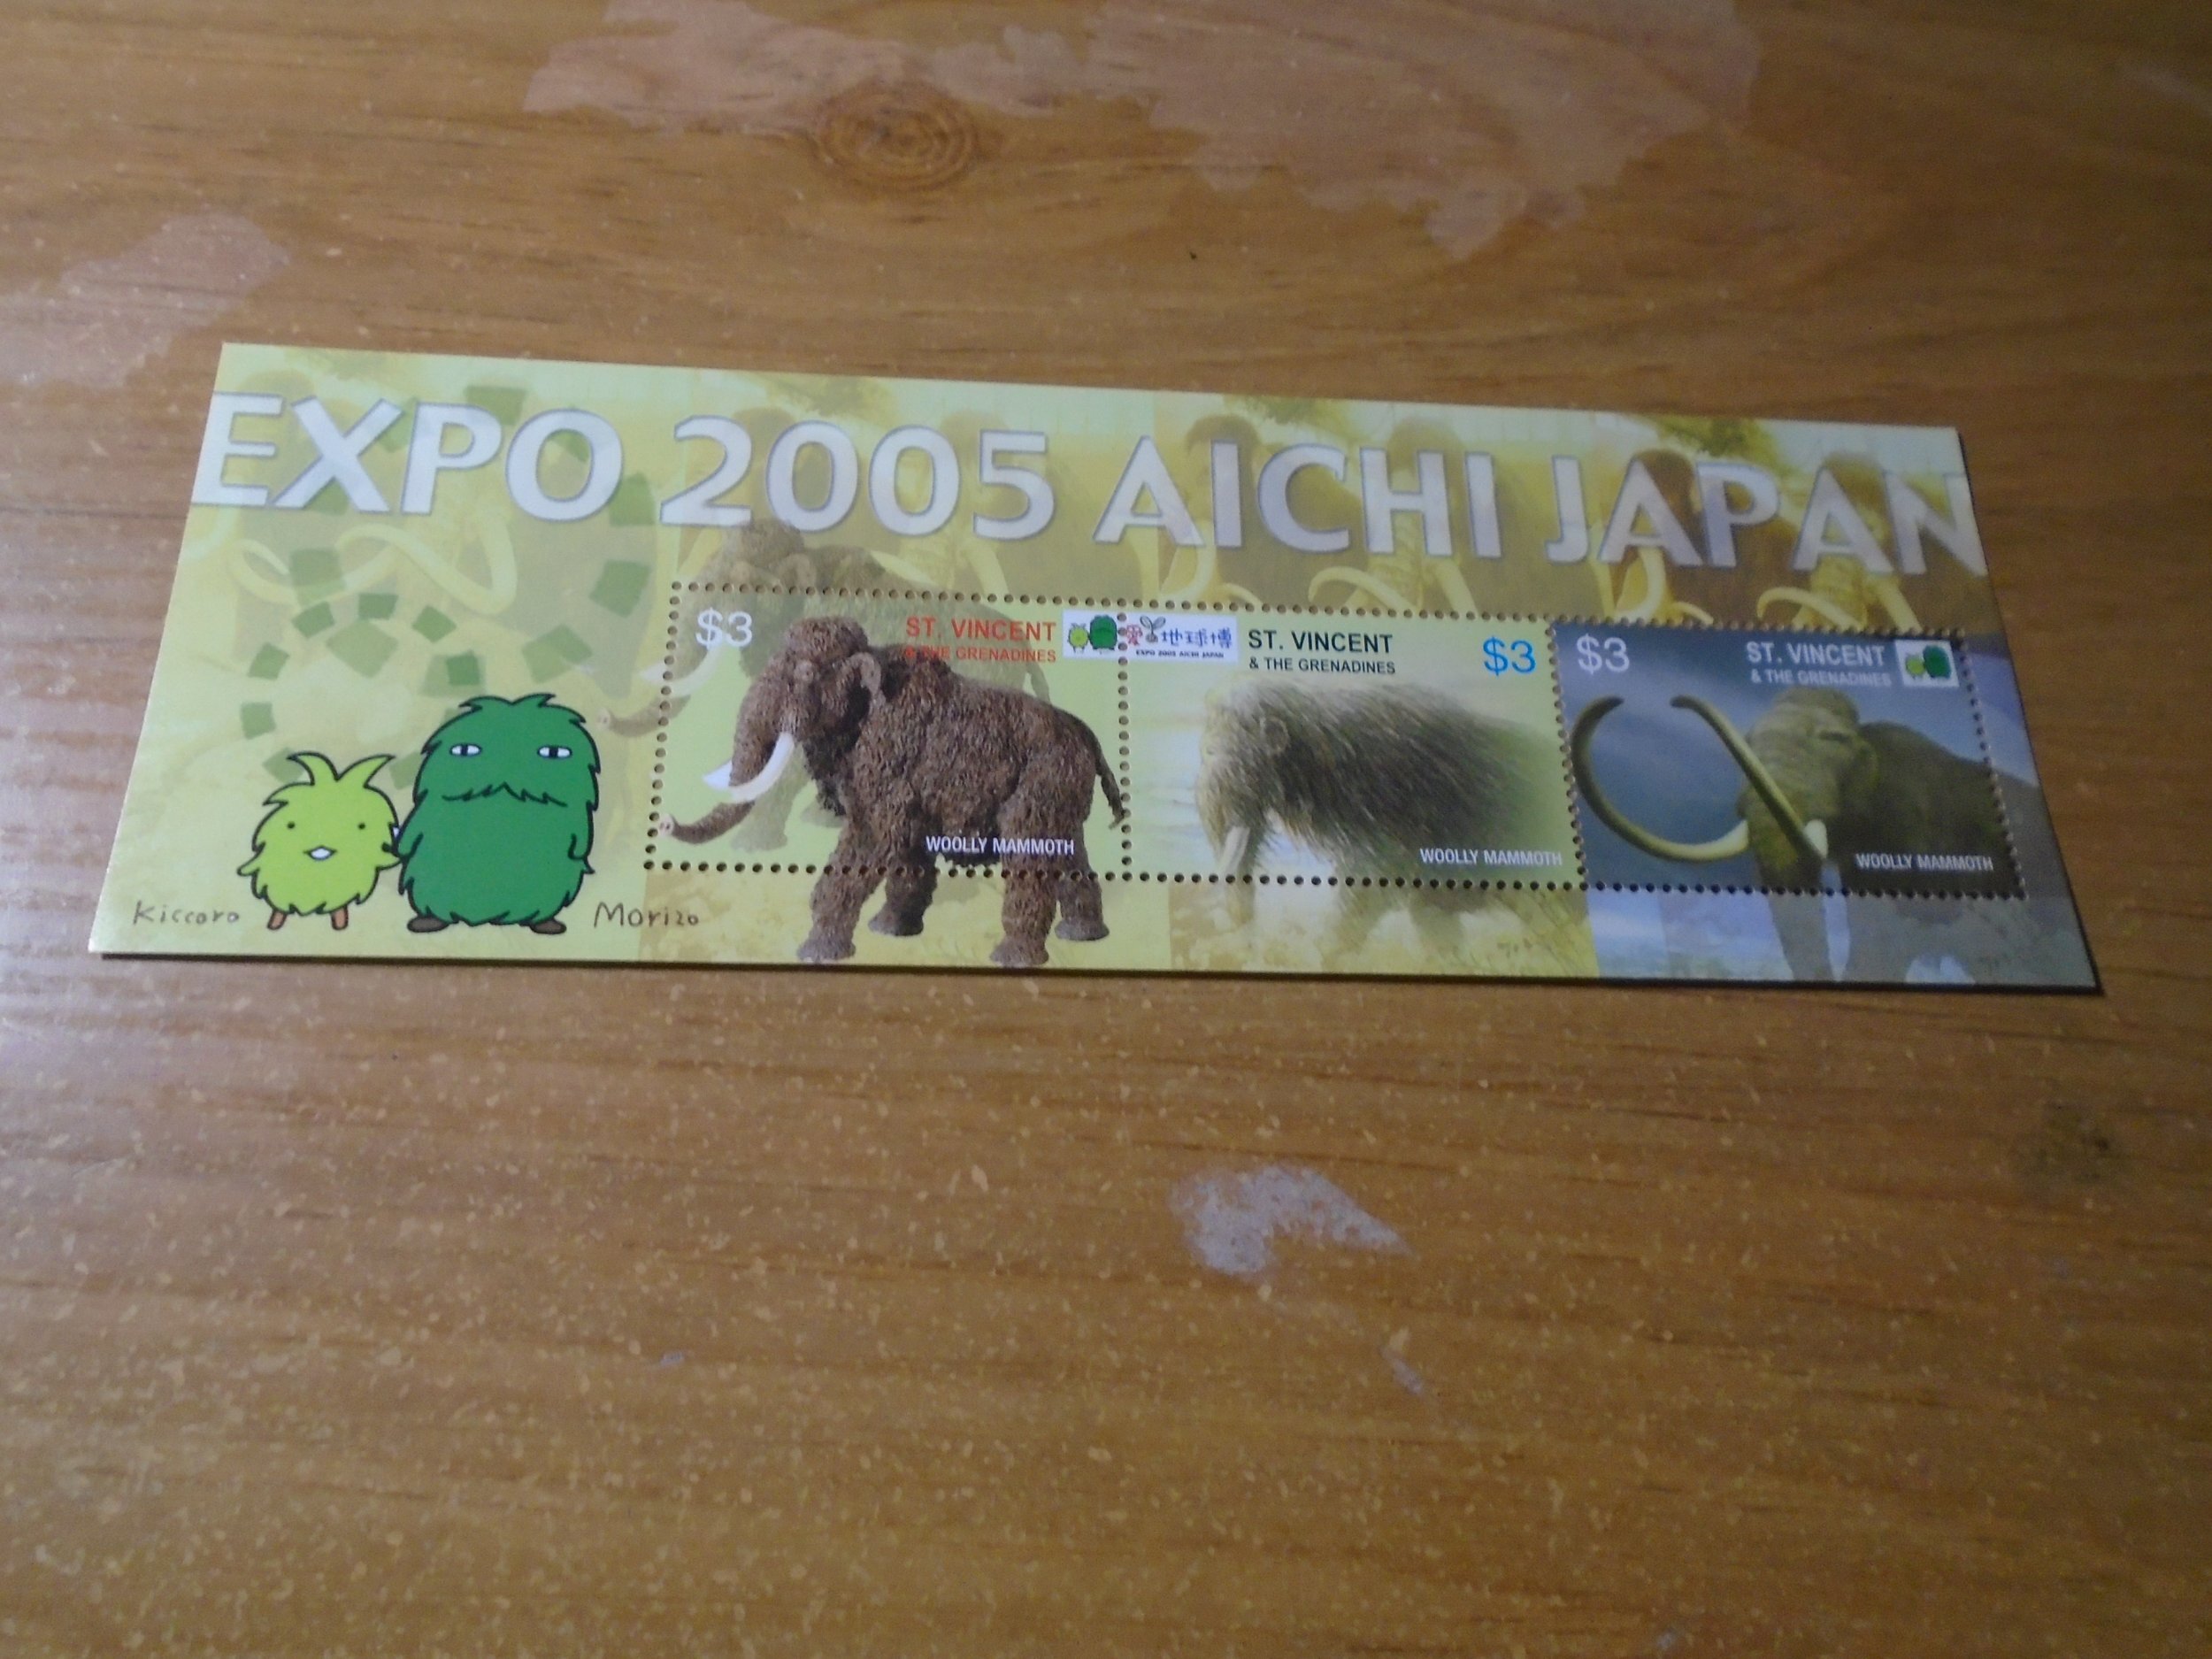 EXPO 2005 AICHI JAPAN
$3
ST. VINCENT
& THE GRENADINES
WOOLLY MAMMOTH
地球博
EXPO 2005 AICHI JAPAN
ST. VINCENT
& THE GRENADINES
$3
WOOLLY MAMMOTH
$3
ST. VINCENT
& THE GRENADINES
WOOLLY MAMMOTH
Kiccoro
Morizo